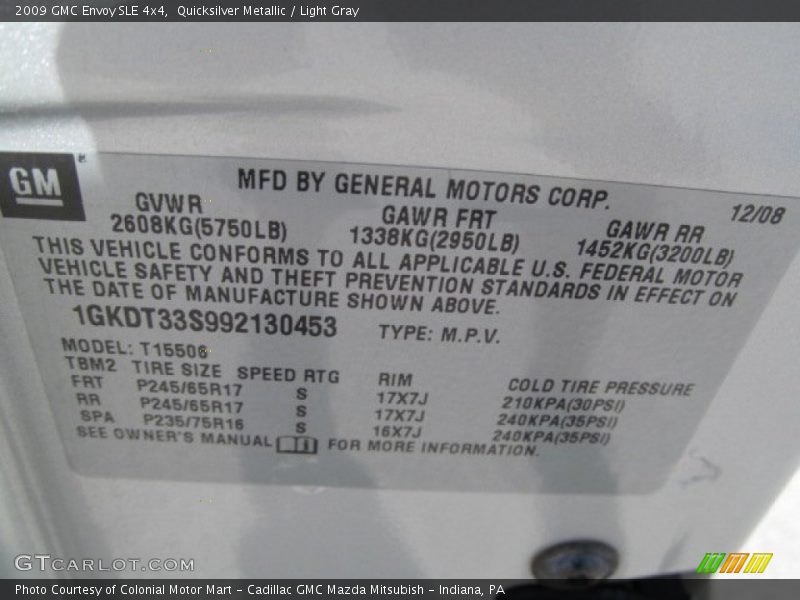 2009 GMC Envoy SLE 4x4, Quicksilver Metallic / Light Gray
GM
MFD BY GENERAL MOTORS CORP.
12/08
GVWR GAWR FRT GAWR RR
2608KG(5750LB) 1338KG(2950LB) 1452KG(3200LB)
THIS VEHICLE CONFORMS TO ALL APPLICABLE U.S. FEDERAL MOTOR
VEHICLE SAFETY AND THEFT PREVENTION STANDARDS IN EFFECT ON
THE DATE OF MANUFACTURE SHOWN ABOVE.
1GKDT33S992130453 TYPE: M.P.V.
MODEL: T15506
TBM2 TIRE SIZE SPEED RTG RIM COLD TIRE PRESSURE
FRT P245/65R17 S 17X7J 210KPA(30PSI)
RR P245/65R17 S 17X7J 240KPA(35PSI)
SPA P235/75R16 S 16X7J 240KPA(35PSI)
SEE OWNER'S MANUAL FOR MORE INFORMATION.
GTCARLOT.COM
Photo Courtesy of Colonial Motor Mart - Cadillac GMC Mazda Mitsubish - Indiana, PA